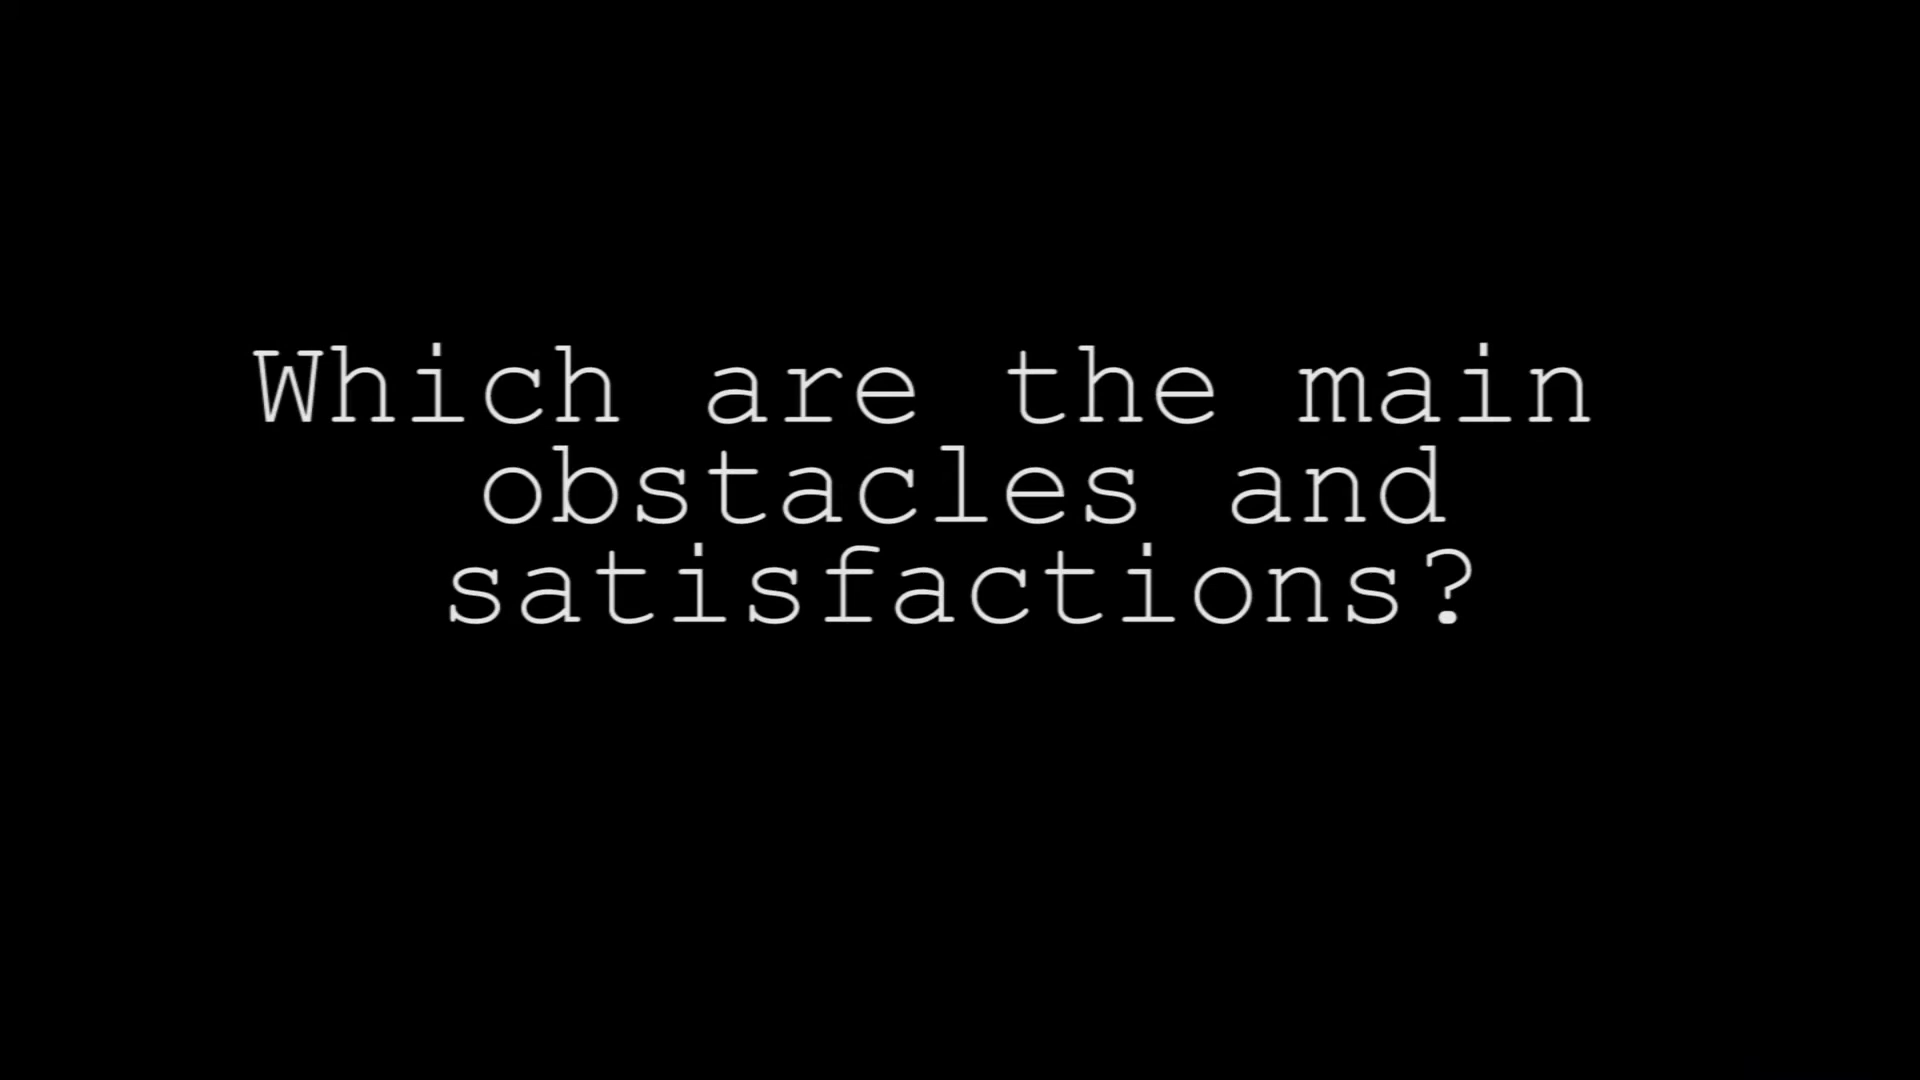 Which are the main
obstacles and
satisfactions?